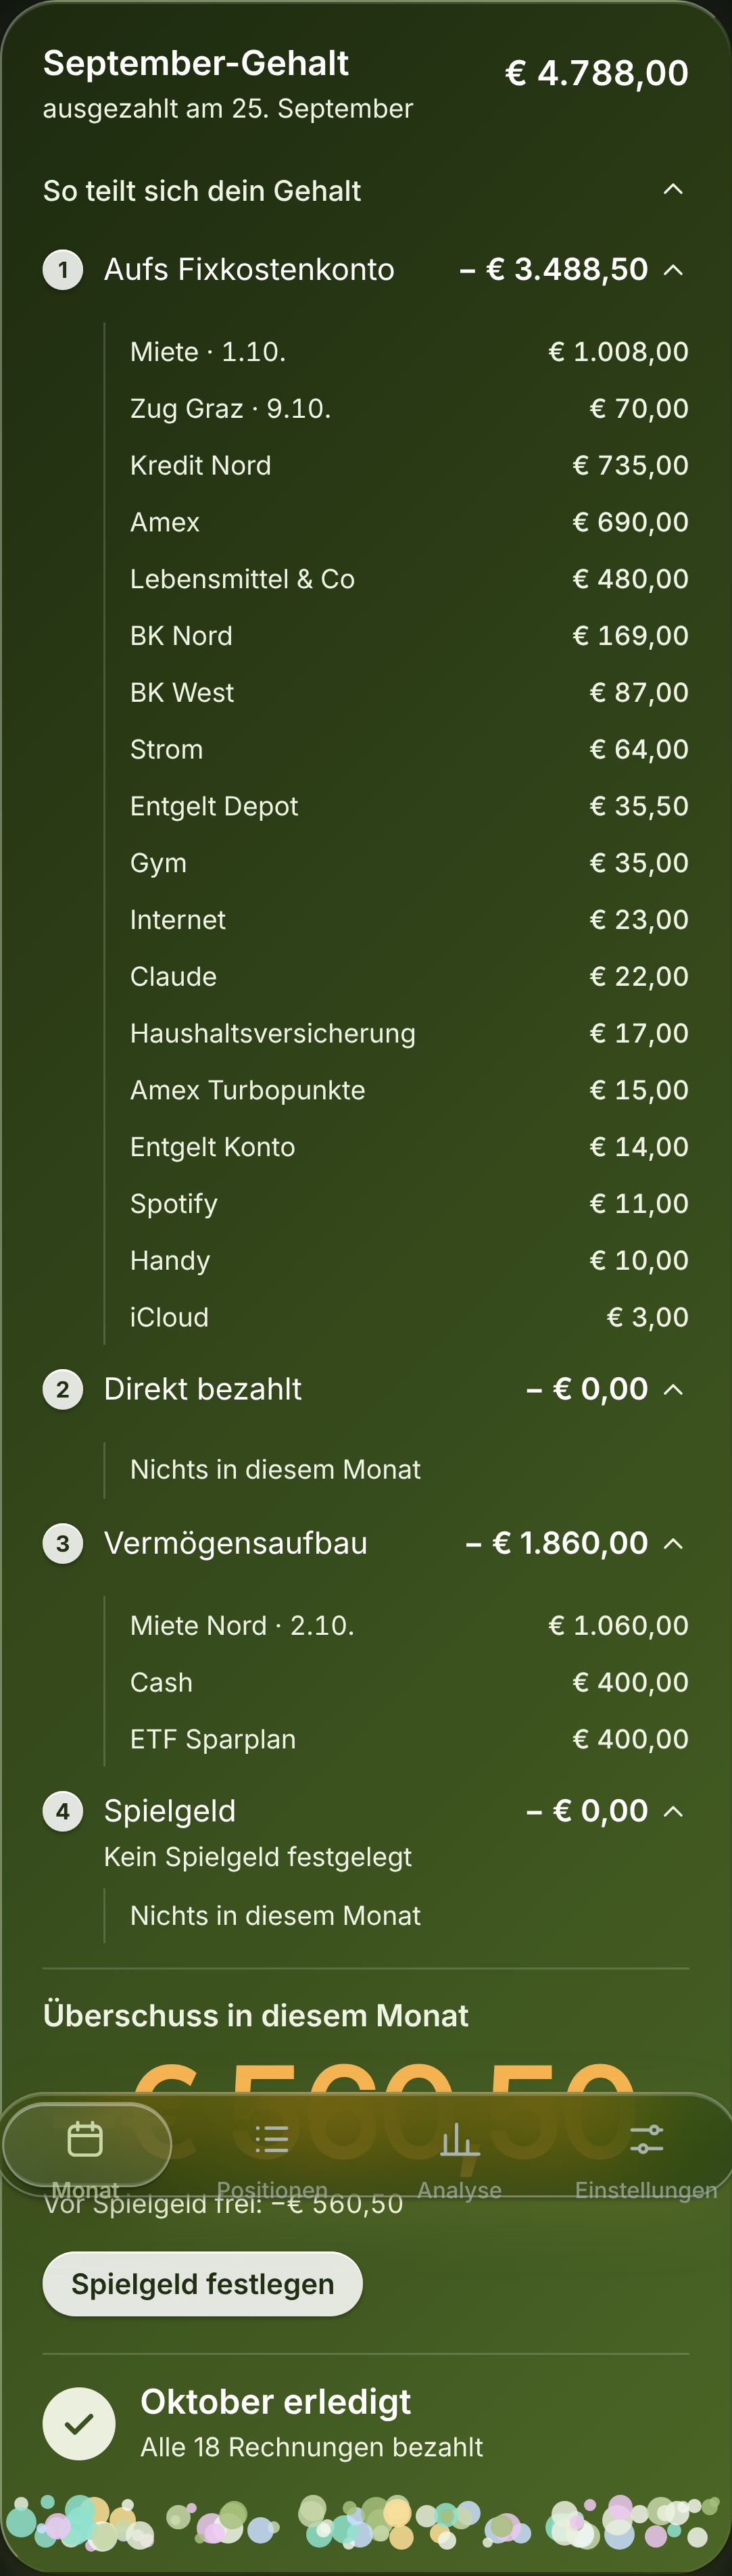 September-Gehalt
€ 4.788,00
ausgezahlt am 25. September
So teilt sich dein Gehalt
1 Aufs Fixkostenkonto – € 3.488,50
Miete · 1.10. € 1.008,00
Zug Graz · 9.10. € 70,00
Kredit Nord € 735,00
Amex € 690,00
Lebensmittel & Co € 480,00
BK Nord € 169,00
BK West € 87,00
Strom € 64,00
Entgelt Depot € 35,50
Gym € 35,00
Internet € 23,00
Claude € 22,00
Haushaltsversicherung € 17,00
Amex Turbopunkte € 15,00
Entgelt Konto € 14,00
Spotify € 11,00
Handy € 10,00
iCloud € 3,00
2 Direkt bezahlt – € 0,00
Nichts in diesem Monat
3 Vermögensaufbau – € 1.860,00
Miete Nord · 2.10. € 1.060,00
Cash € 400,00
ETF Sparplan € 400,00
4 Spielgeld – € 0,00
Kein Spielgeld festgelegt
Nichts in diesem Monat
Überschuss in diesem Monat
€ 560,50
Monat Positionen Analyse Einstellungen
Vor Spielgeld frei: −€ 560,50
Spielgeld festlegen
Oktober erledigt
Alle 18 Rechnungen bezahlt